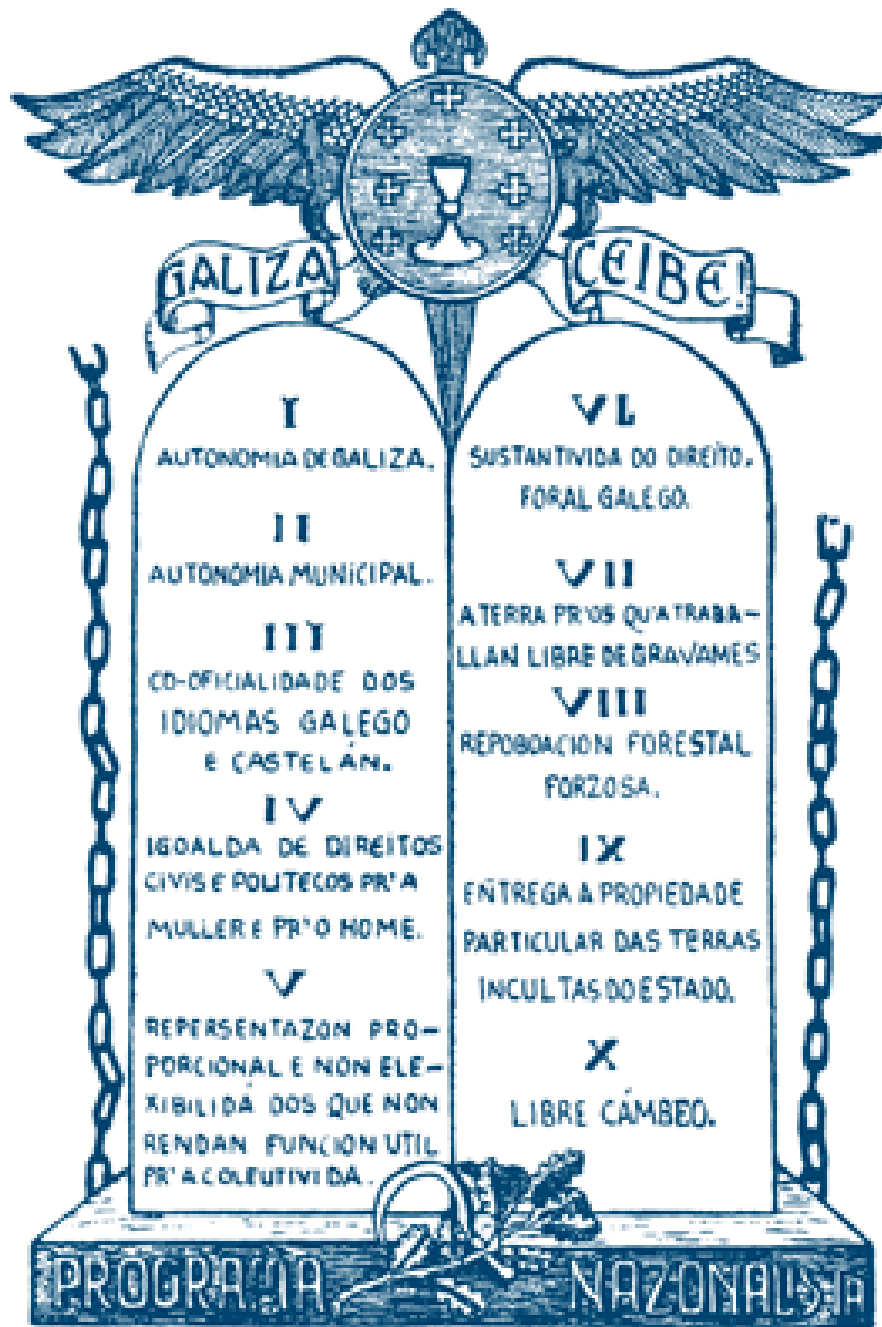 GALIZA CEIBE!
I
AUTONOMIA DE GALIZA.
II
AUTONOMIA MUNICIPAL.
III
CO-OFICIALIDADE DOS
IDIOMAS GALEGO
E CASTELÁN.
IV
IGOALDA DE DIREITOS
CIVIS E POLITECOS PR'A
MULLER E PR'O HOME.
V
REPERSENTAZON PRO-
PORCIONAL E NON ELE-
XIBILIDÁ DOS QUE NON
RENDAN FUNCION UTIL
PR'A COLEUTIVIDA.
VI
SUSTANTIVIDA DO DIREITO.
FORAL GALEGO.
VII
A TERRA PR'OS QU'A TRABA-
LLAN LIBRE DE GRAVAMES
VIII
REPOBOACION FORESTAL
FORZOSA.
IX
ENTREGA A PROPIEDADE
PARTICULAR DAS TERRAS
INCULTAS DO ESTADO.
X
LIBRE CÁMBEO.
PROGRAMA NAZONALISTA